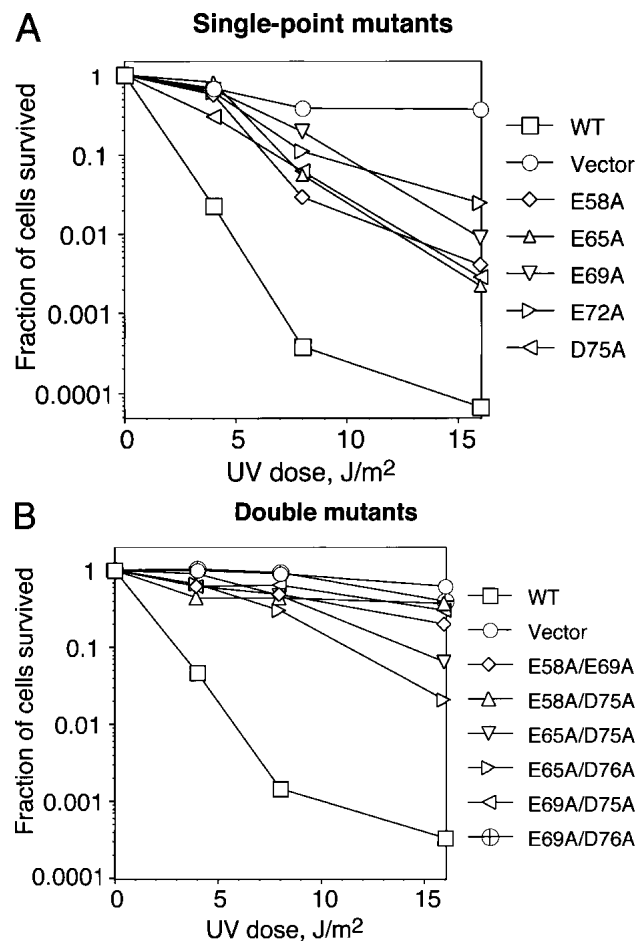 A
Single-point mutants
Fraction of cells survived
1
0.1
0.01
0.001
0.0001
0
5
10
15
UV dose, J/m²
WT
Vector
E58A
E65A
E69A
E72A
D75A
B
Double mutants
Fraction of cells survived
1
0.1
0.01
0.001
0.0001
0
5
10
15
UV dose, J/m²
WT
Vector
E58A/E69A
E58A/D75A
E65A/D75A
E65A/D76A
E69A/D75A
E69A/D76A